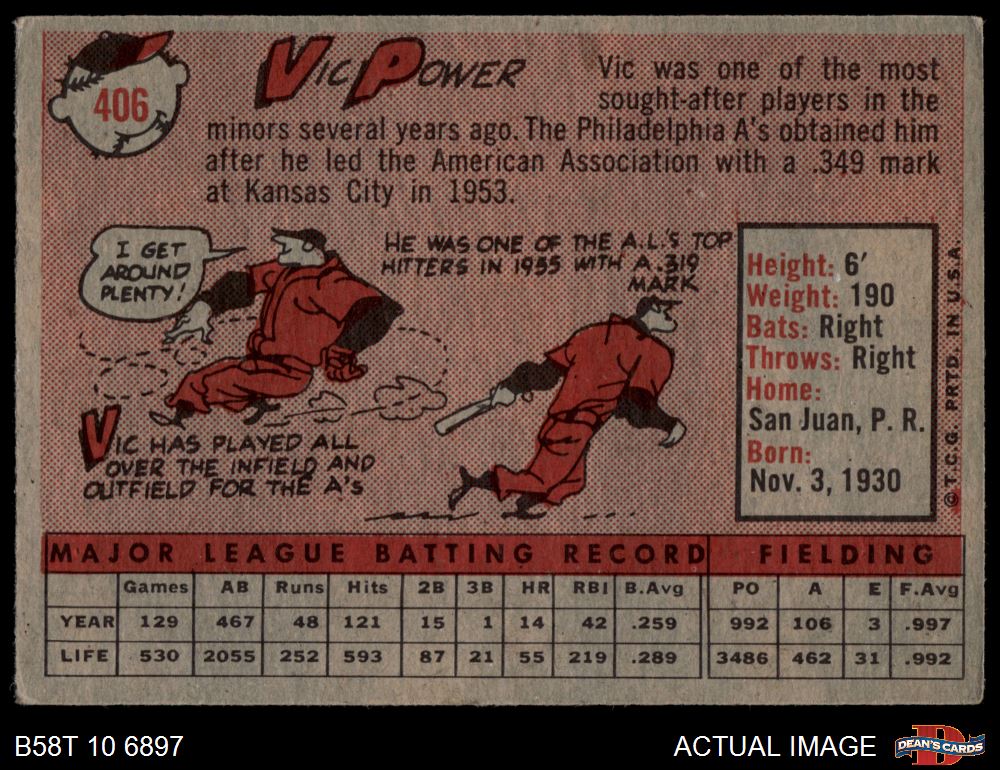 406
VIC POWER
Vic was one of the most
sought-after players in the
minors several years ago. The Philadelphia A's obtained him
after he led the American Association with a .349 mark
at Kansas City in 1953.
I GET
AROUND
PLENTY!
HE WAS ONE OF THE A.L.'S TOP
HITTERS IN 1955 WITH A .319
MARK
VIC HAS PLAYED ALL
OVER THE INFIELD AND
OUTFIELD FOR THE A'S
Height: 6'
Weight: 190
Bats: Right
Throws: Right
Home:
San Juan, P. R.
Born:
Nov. 3, 1930
© T.C.G. PRTD. IN U.S.A.
MAJOR LEAGUE BATTING RECORD FIELDING
Games AB Runs Hits 2B 3B HR RBI B.Avg PO A E F.Avg
YEAR 129 467 48 121 15 1 14 42 .259 992 106 3 .997
LIFE 530 2055 252 593 87 21 55 219 .289 3486 462 31 .992
B58T 10 6897
ACTUAL IMAGE
D
DEAN'S CARDS